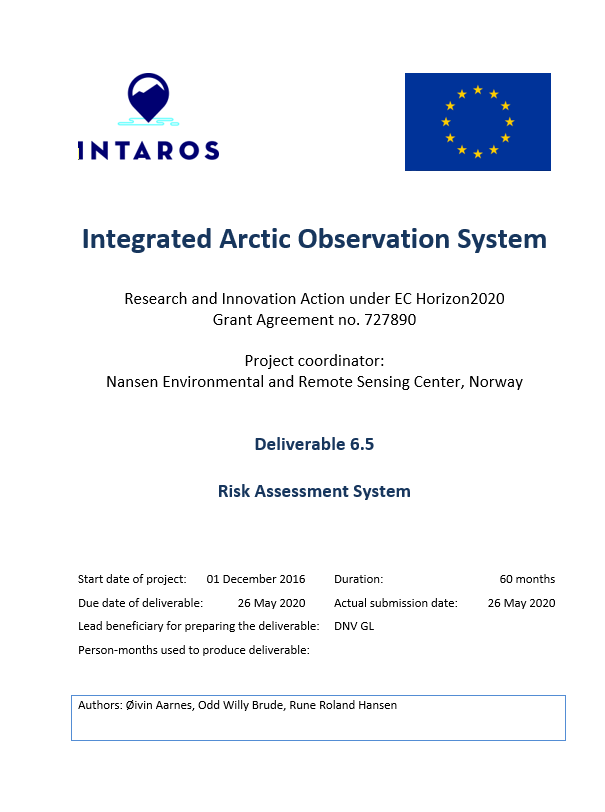 INTAROS
Integrated Arctic Observation System
Research and Innovation Action under EC Horizon2020
Grant Agreement no. 727890
Project coordinator:
Nansen Environmental and Remote Sensing Center, Norway
Deliverable 6.5
Risk Assessment System
Start date of project: 01 December 2016 Duration: 60 months
Due date of deliverable: 26 May 2020 Actual submission date: 26 May 2020
Lead beneficiary for preparing the deliverable: DNV GL
Person-months used to produce deliverable:
Authors: Øivin Aarnes, Odd Willy Brude, Rune Roland Hansen